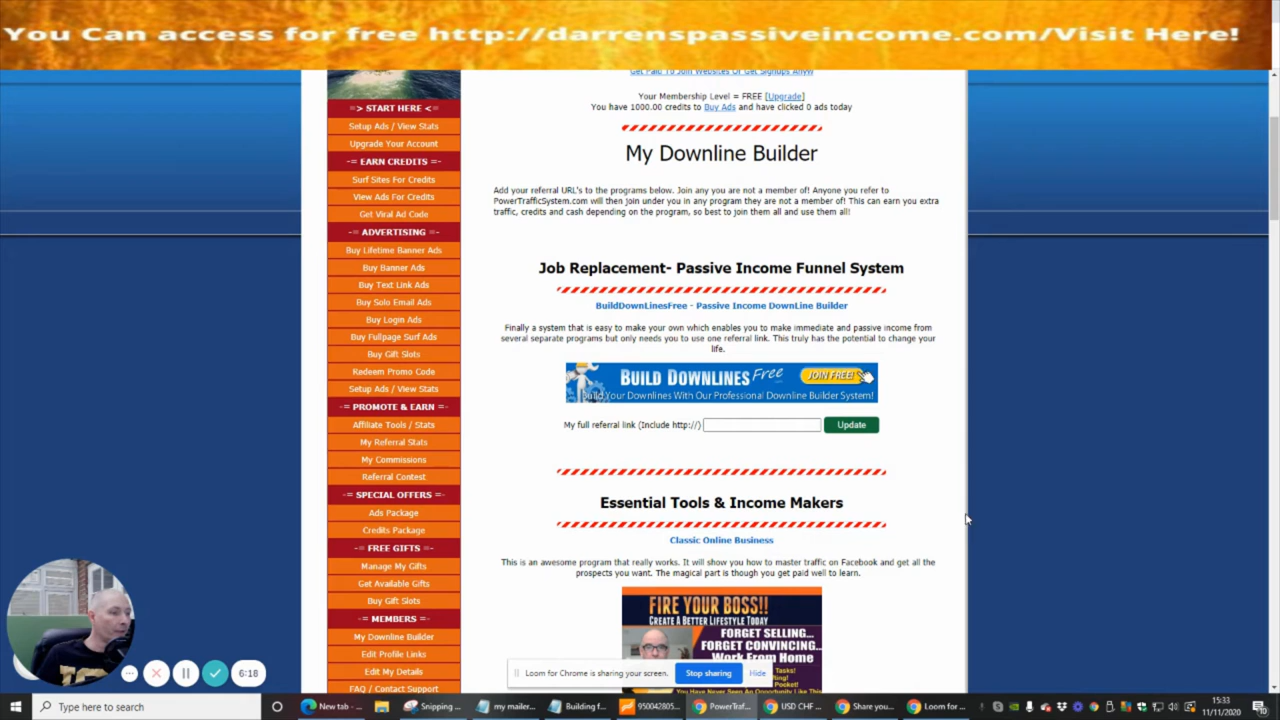 You Can access for free http://darrenspassiveincome.com/Visit Here!
Get Paid To Join Websites Or Get Signups Anyw
Your Membership Level = FREE [Upgrade]
You have 1000.00 credits to Buy Ads and have clicked 0 ads today
=> START HERE <=
Setup Ads / View Stats
Upgrade Your Account
-= EARN CREDITS =-
Surf Sites For Credits
View Ads For Credits
Get Viral Ad Code
-= ADVERTISING =-
Buy Lifetime Banner Ads
Buy Banner Ads
Buy Text Link Ads
Buy Solo Email Ads
Buy Login Ads
Buy Fullpage Surf Ads
Buy Gift Slots
Redeem Promo Code
Setup Ads / View Stats
-= PROMOTE & EARN =-
Affiliate Tools / Stats
My Referral Stats
My Commissions
Referral Contest
-= SPECIAL OFFERS =-
Ads Package
Credits Package
-= FREE GIFTS =-
Manage My Gifts
Get Available Gifts
Buy Gift Slots
-= MEMBERS =-
My Downline Builder
Edit Profile Links
Edit My Details
FAQ / Contact Support
My Downline Builder
Add your referral URL's to the programs below. Join any you are not a member of! Anyone you refer to
PowerTrafficSystem.com will then join under you in any program they are not a member of! This can earn you extra
traffic, credits and cash depending on the program, so best to join them all and use them all!
Job Replacement- Passive Income Funnel System
BuildDownLinesFree - Passive Income DownLine Builder
Finally a system that is easy to make your own which enables you to make immediate and passive income from
several separate programs but only needs you to use one referral link. This truly has the potential to change your
life.
BUILD DOWNLINES Free JOIN FREE!
Build Your Downlines With Our Professional Downline Builder System!
My full referral link (Include http://) Update
Essential Tools & Income Makers
Classic Online Business
This is an awesome program that really works. It will show you how to master traffic on Facebook and get all the
prospects you want. The magical part is though you get paid well to learn.
FIRE YOUR BOSS!!
CREATE A BETTER LIFESTYLE TODAY
FORGET SELLING...
FORGET CONVINCING...
Work From Home
Tasks!
Pocket!
You Have Never Seen An Opportunity Like This
6:18
Loom for Chrome is sharing your screen. Stop sharing Hide
Type here to search
New tab - ...
Snipping ...
my mailer...
Building f...
950042805...
PowerTraf...
USD CHF ...
Share you...
Loom for ...
15:33
11/11/2020